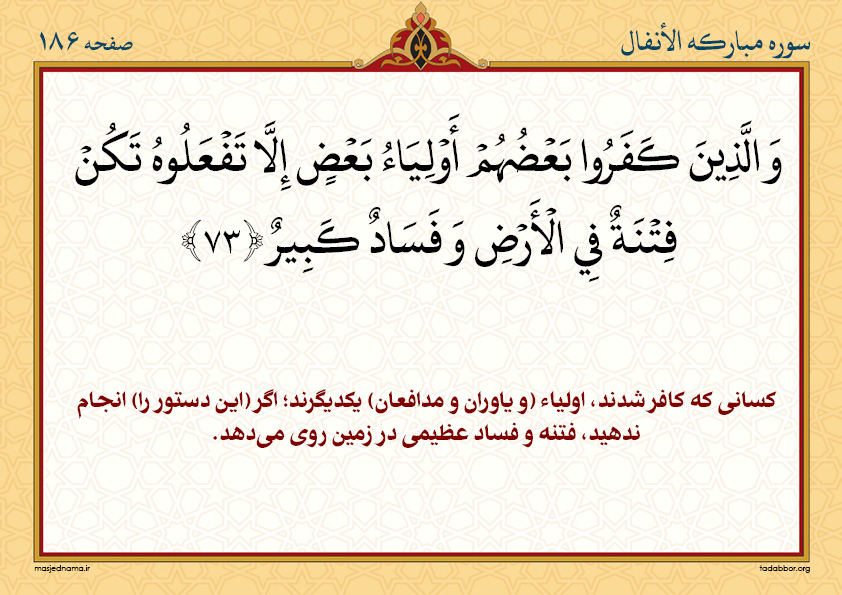 سوره مبارکه الأنفال
صفحه ۱۸۶
وَالَّذِينَ كَفَرُوا بَعْضُهُمْ أَوْلِيَاءُ بَعْضٍ إِلَّا تَفْعَلُوهُ تَكُنْ
فِتْنَةٌ فِي الْأَرْضِ وَفَسَادٌ كَبِيرٌ ﴿۷۳﴾
کسانی که کافر شدند، اولیاء (و یاوران و مدافعان) یکدیگرند؛ اگر (این دستور را) انجام
ندهید، فتنه و فساد عظیمی در زمین روی می‌دهد.
masjednama.ir
tadabbor.org